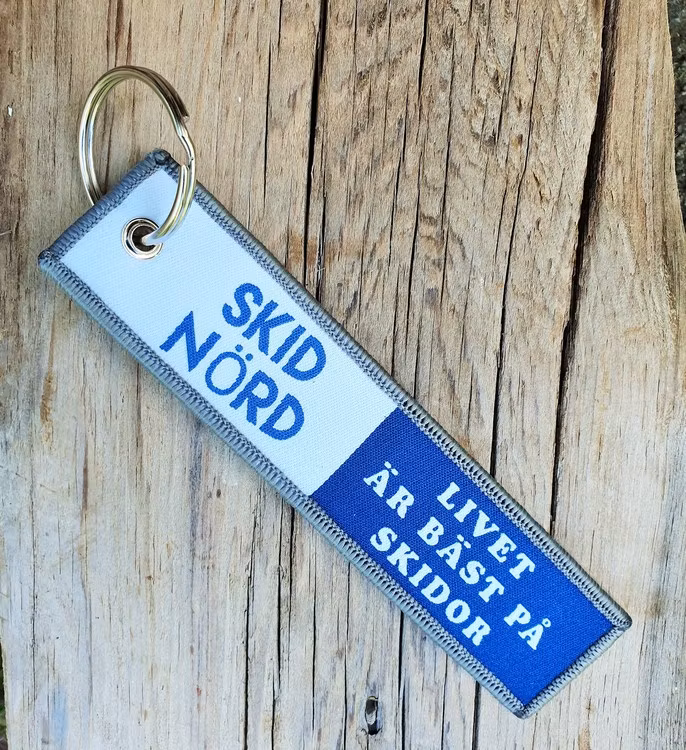 SKID
NÖRD
LIVET
ÄR BÄST PÅ
SKIDOR